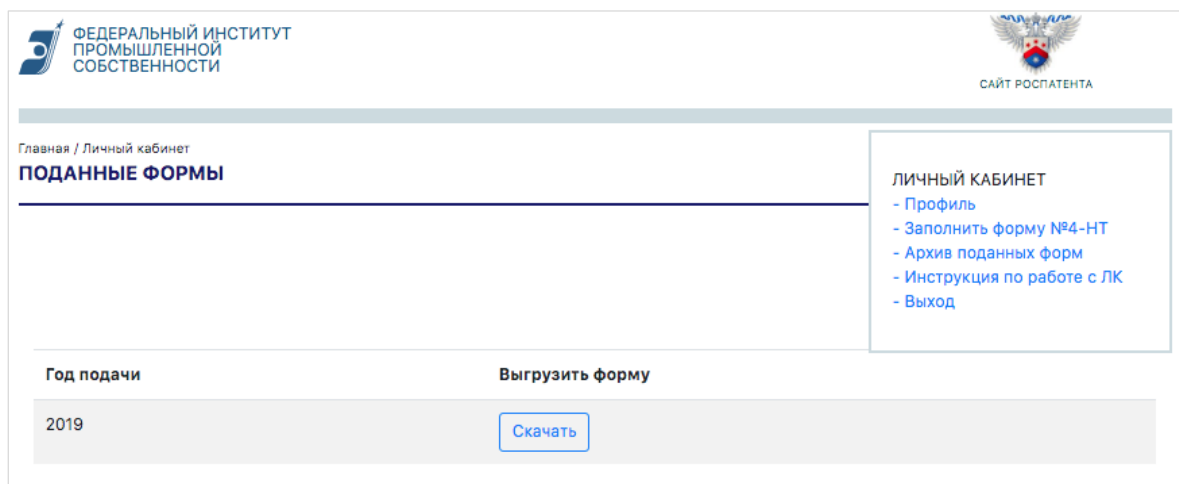 ФЕДЕРАЛЬНЫЙ ИНСТИТУТ
ПРОМЫШЛЕННОЙ
СОБСТВЕННОСТИ
САЙТ РОСПАТЕНТА
Главная / Личный кабинет
ПОДАННЫЕ ФОРМЫ
ЛИЧНЫЙ КАБИНЕТ
- Профиль
- Заполнить форму №4-НТ
- Архив поданных форм
- Инструкция по работе с ЛК
- Выход
Год подачи Выгрузить форму
2019 Скачать